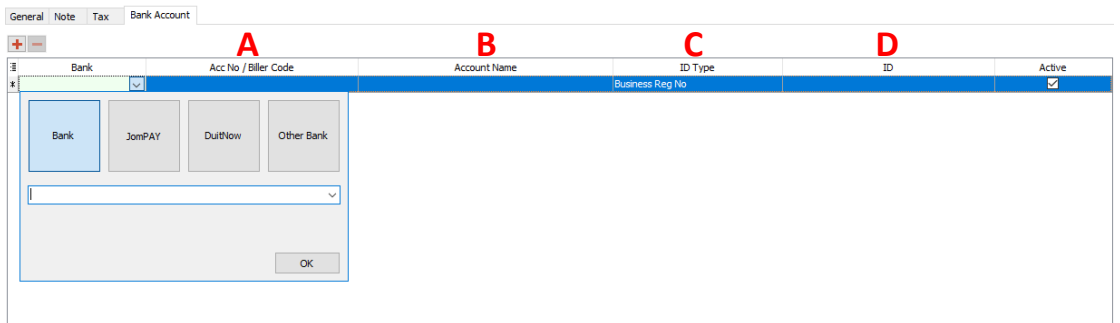 General Note Tax Bank Account
A B C D
Bank Acc No / Biller Code Account Name ID Type ID Active
Business Reg No
Bank JomPAY DuitNow Other Bank
OK